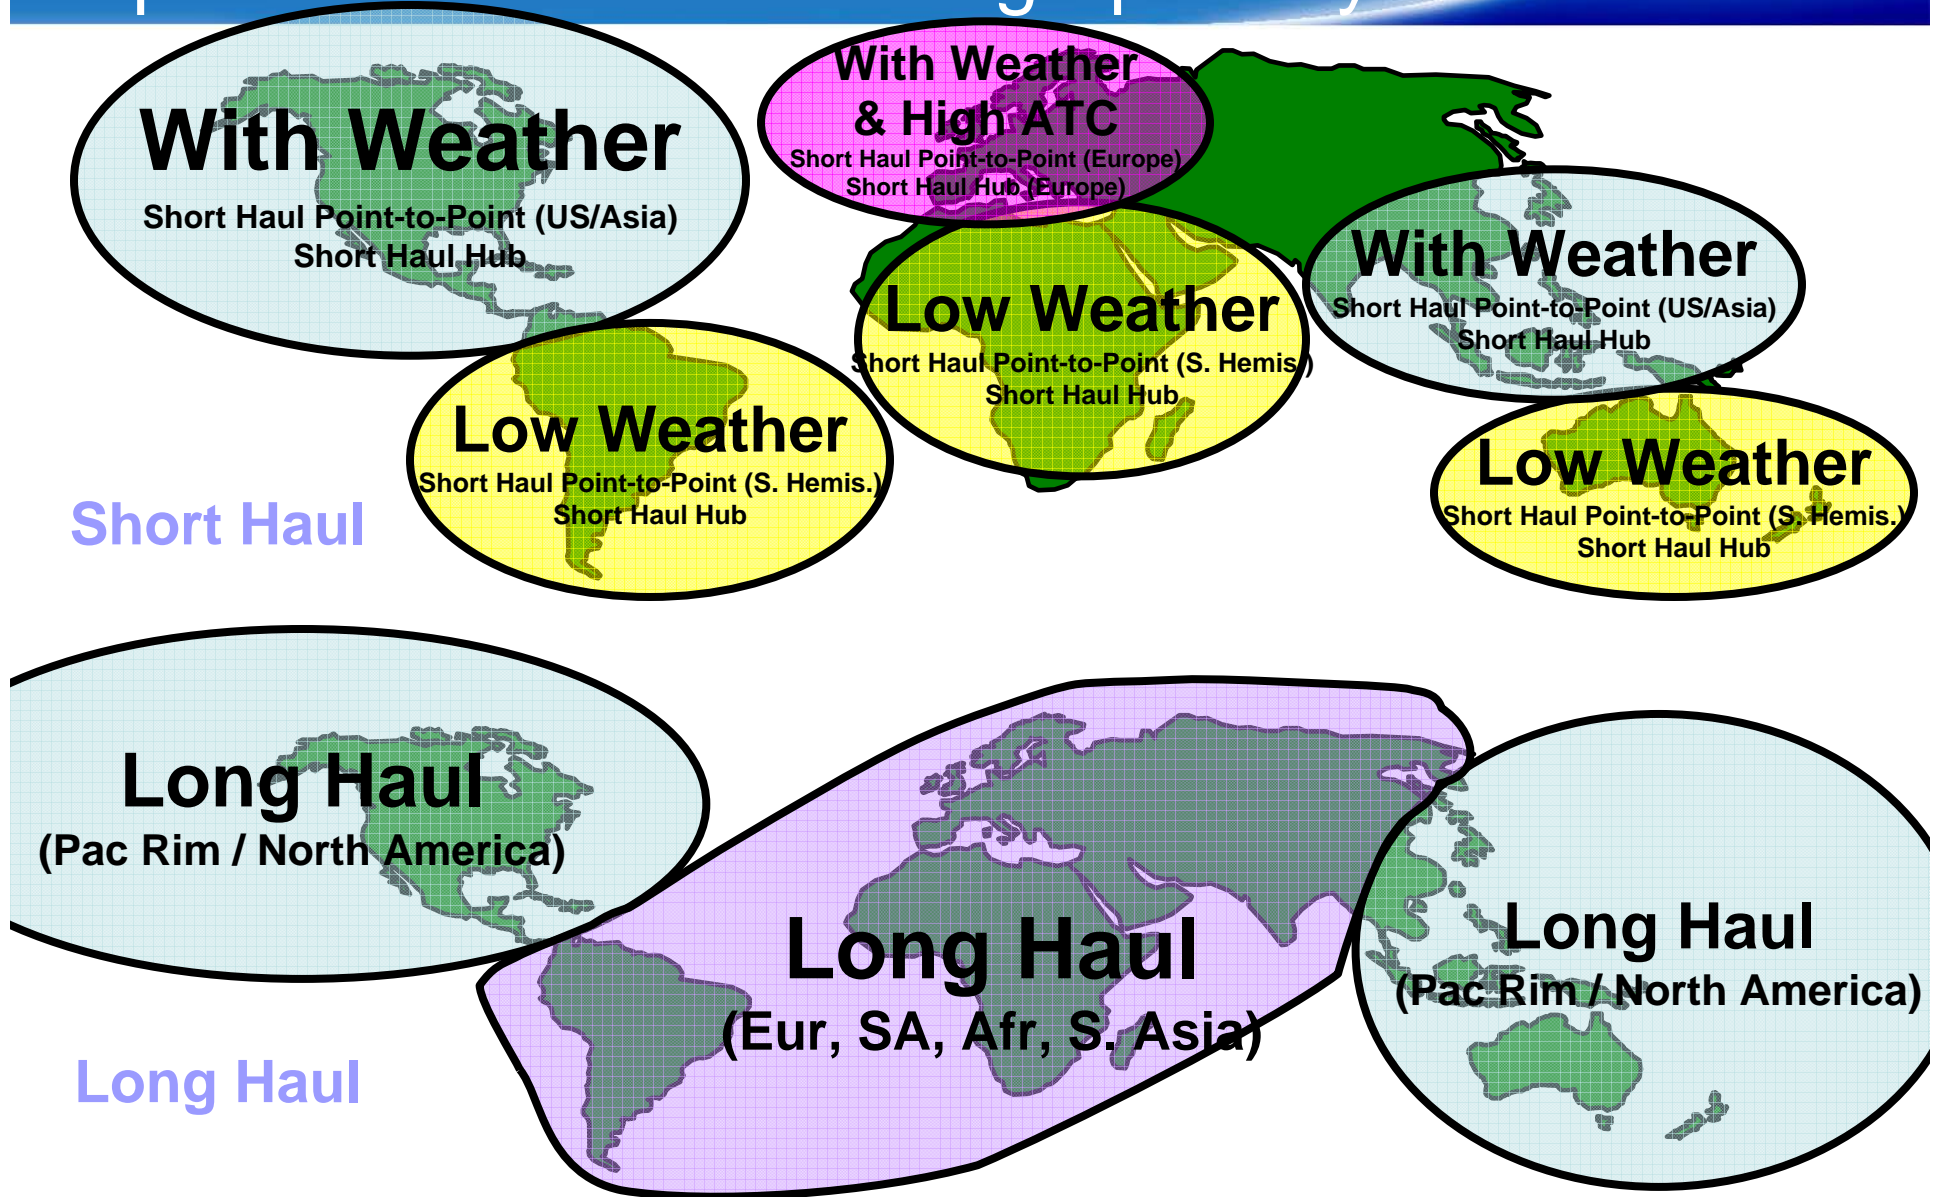 With Weather
Short Haul Point-to-Point (US/Asia)
Short Haul Hub
With Weather
& High ATC
Short Haul Point-to-Point (Europe)
Short Haul Hub (Europe)
With Weather
Short Haul Point-to-Point (US/Asia)
Short Haul Hub
Low Weather
Short Haul Point-to-Point (S. Hemis.)
Short Haul Hub
Low Weather
Short Haul Point-to-Point (S. Hemis.)
Short Haul Hub
Low Weather
Short Haul Point-to-Point (S. Hemis.)
Short Haul Hub
Short Haul
Long Haul
(Pac Rim / North America)
Long Haul
(Eur, SA, Afr, S. Asia)
Long Haul
(Pac Rim / North America)
Long Haul